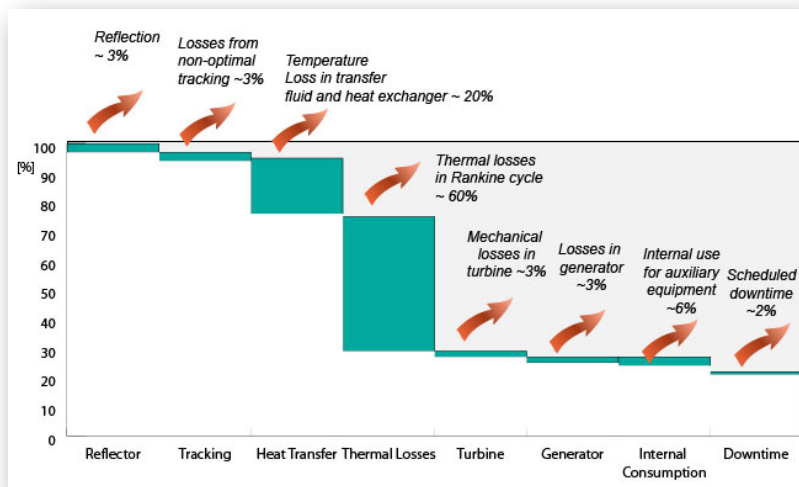 Reflection
~ 3%
Losses from
non-optimal
tracking ~3%
Temperature
Loss in transfer
fluid and heat exchanger ~ 20%
Thermal losses
in Rankine cycle
~ 60%
Mechanical
losses in
turbine ~3%
Losses in
generator
~3%
Internal use
for auxiliary
equipment
~6%
Scheduled
downtime
~2%
100
[%]
90
80
70
60
50
40
30
20
10
0
Reflector
Tracking
Heat Transfer
Thermal Losses
Turbine
Generator
Internal
Consumption
Downtime